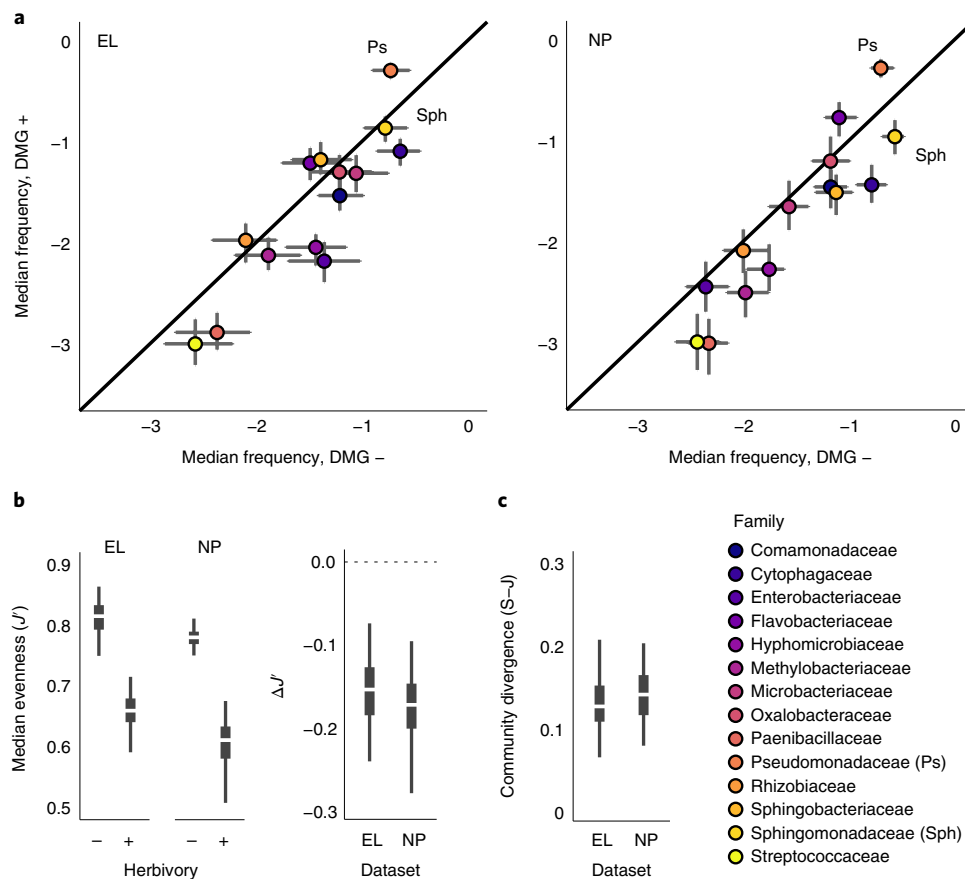 a
EL
Ps
Sph
0
−1
−2
−3
Median frequency, DMG +
−3 −2 −1 0
Median frequency, DMG −
NP
Ps
Sph
0
−1
−2
−3
−3 −2 −1 0
Median frequency, DMG −
b
EL NP
0.9
0.8
0.7
0.6
0.5
Median evenness (J′)
− + − +
Herbivory
0.0
−0.1
−0.2
−0.3
ΔJ′
EL NP
Dataset
c
0.3
0.2
0.1
0
Community divergence (S–J)
EL NP
Dataset
Family
Comamonadaceae
Cytophagaceae
Enterobacteriaceae
Flavobacteriaceae
Hyphomicrobiaceae
Methylobacteriaceae
Microbacteriaceae
Oxalobacteraceae
Paenibacillaceae
Pseudomonadaceae (Ps)
Rhizobiaceae
Sphingobacteriaceae
Sphingomonadaceae (Sph)
Streptococcaceae